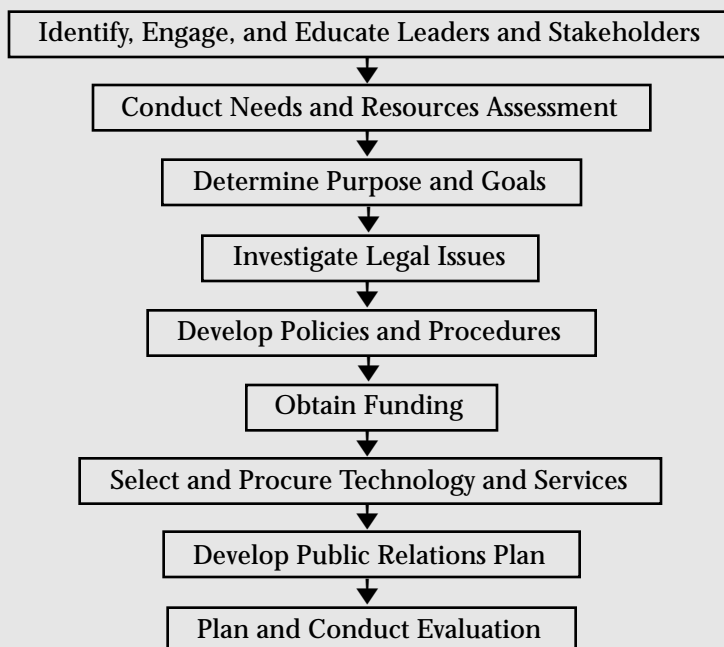 Identify, Engage, and Educate Leaders and Stakeholders
Conduct Needs and Resources Assessment
Determine Purpose and Goals
Investigate Legal Issues
Develop Policies and Procedures
Obtain Funding
Select and Procure Technology and Services
Develop Public Relations Plan
Plan and Conduct Evaluation